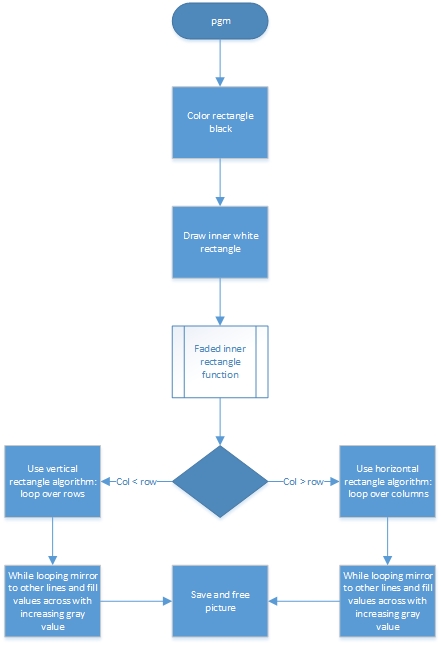 pgm
Color rectangle
black
Draw inner white
rectangle
Faded inner
rectangle
function
Use vertical
rectangle algorithm:
loop over rows
Col < row
Col > row
Use horizontal
rectangle algorithm:
loop over columns
While looping mirror
to other lines and fill
values across with
increasing gray
value
Save and free
picture
While looping mirror
to other lines and fill
values across with
increasing gray
value